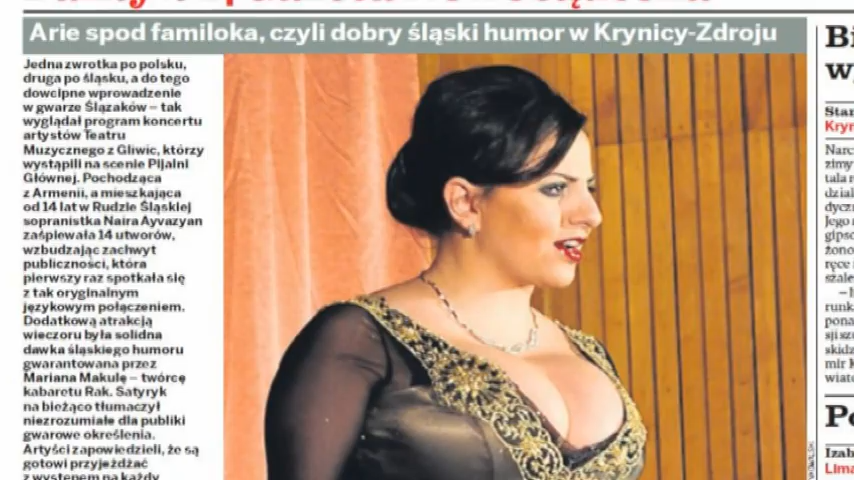 Arie spod familoka, czyli dobry śląski humor w Krynicy-Zdroju
Jedna zwrotka po polsku,
druga po śląsku, a do tego
dowcipne wprowadzenie
w gwarze Ślązaków – tak
wyglądał program koncertu
artystów Teatru
Muzycznego z Gliwic, którzy
wystąpili na scenie Pijalni
Głównej. Pochodząca
z Armenii, a mieszkająca
od 14 lat w Rudzie Śląskiej
sopranistka Naira Ayvazyan
zaśpiewała 14 utworów,
wzbudzając zachwyt
publiczności, która
pierwszy raz spotkała się
z tak oryginalnym
językowym połączeniem.
Dodatkową atrakcją
wieczoru była solidna
dawka śląskiego humoru
gwarantowana przez
Mariana Makulę – twórcę
kabaretu Rak. Satyryk
na bieżąco tłumaczył
niezrozumiałe dla publiki
gwarowe określenia.
Artyści zapowiedzieli, że są
gotowi przyjeżdżać
z występem na każdy